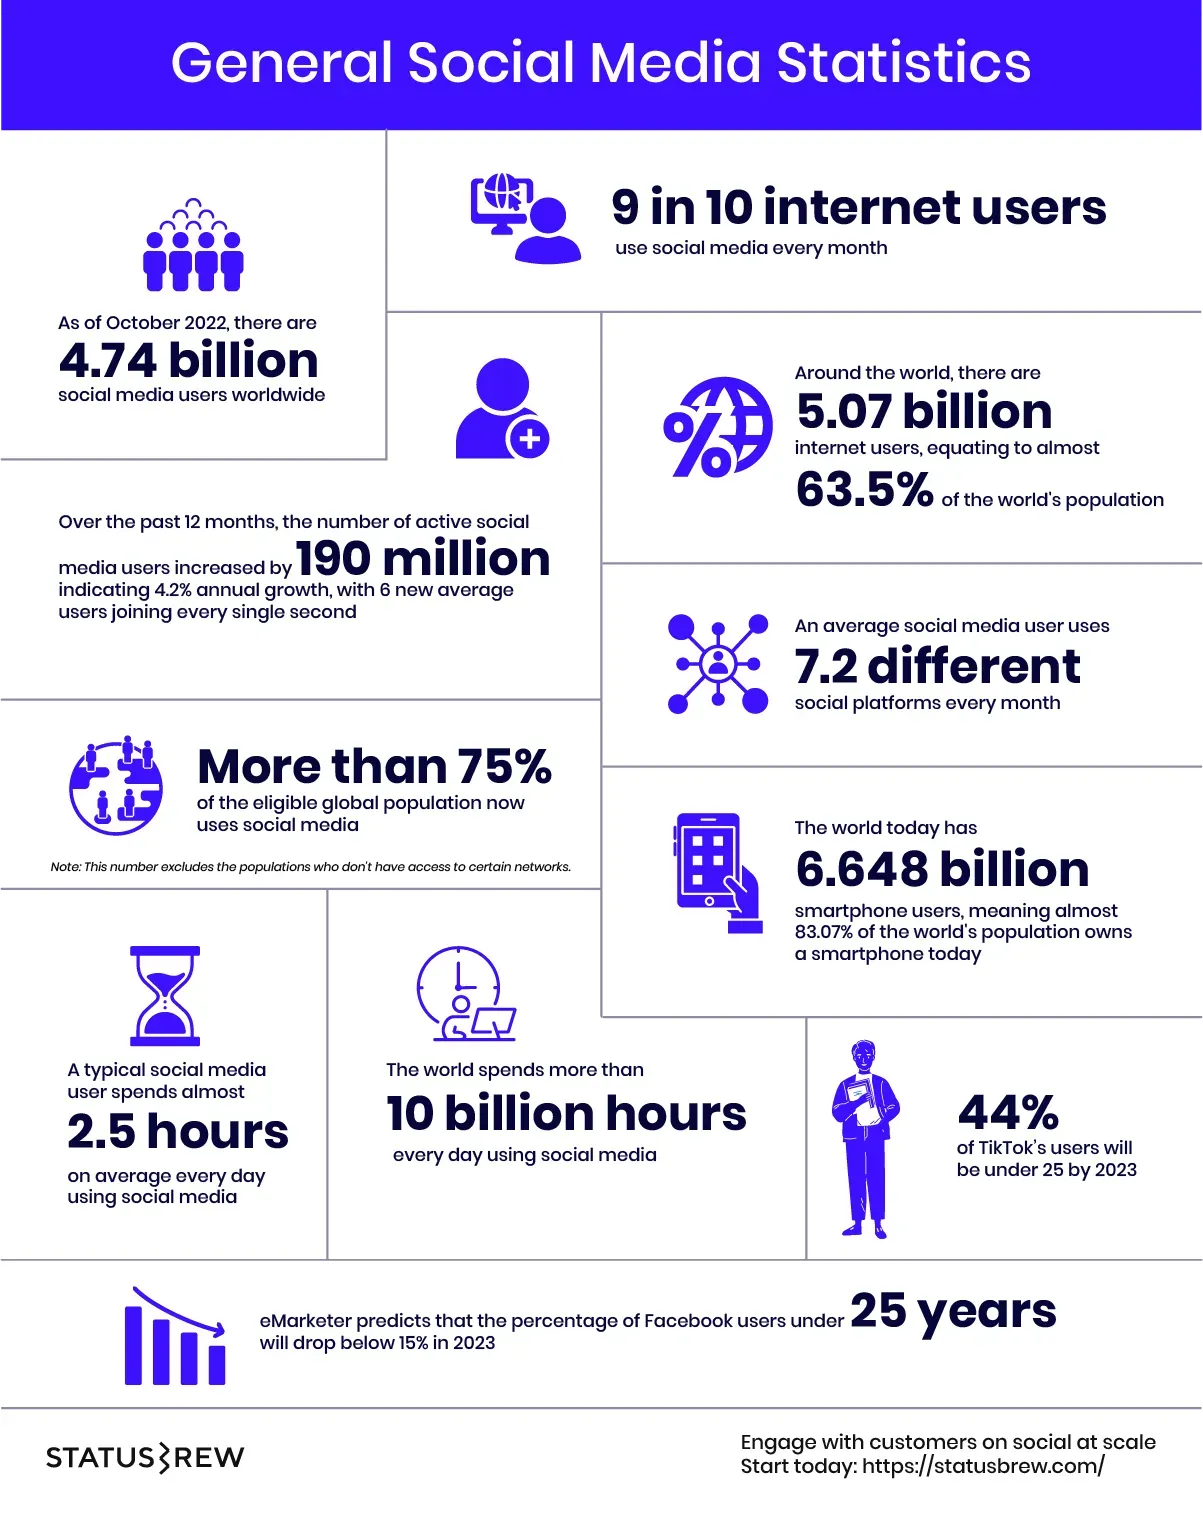 General Social Media Statistics
As of October 2022, there are
4.74 billion
social media users worldwide
9 in 10 internet users
use social media every month
Over the past 12 months, the number of active social
media users increased by 190 million
indicating 4.2% annual growth, with 6 new average
users joining every single second
Around the world, there are
5.07 billion
internet users, equating to almost
63.5% of the world's population
An average social media user uses
7.2 different
social platforms every month
More than 75%
of the eligible global population now
uses social media
Note: This number excludes the populations who don't have access to certain networks.
The world today has
6.648 billion
smartphone users, meaning almost
83.07% of the world's population owns
a smartphone today
A typical social media
user spends almost
2.5 hours
on average every day
using social media
The world spends more than
10 billion hours
every day using social media
44%
of TikTok's users will
be under 25 by 2023
eMarketer predicts that the percentage of Facebook users under 25 years
will drop below 15% in 2023
STATUSBREW
Engage with customers on social at scale
Start today: https://statusbrew.com/